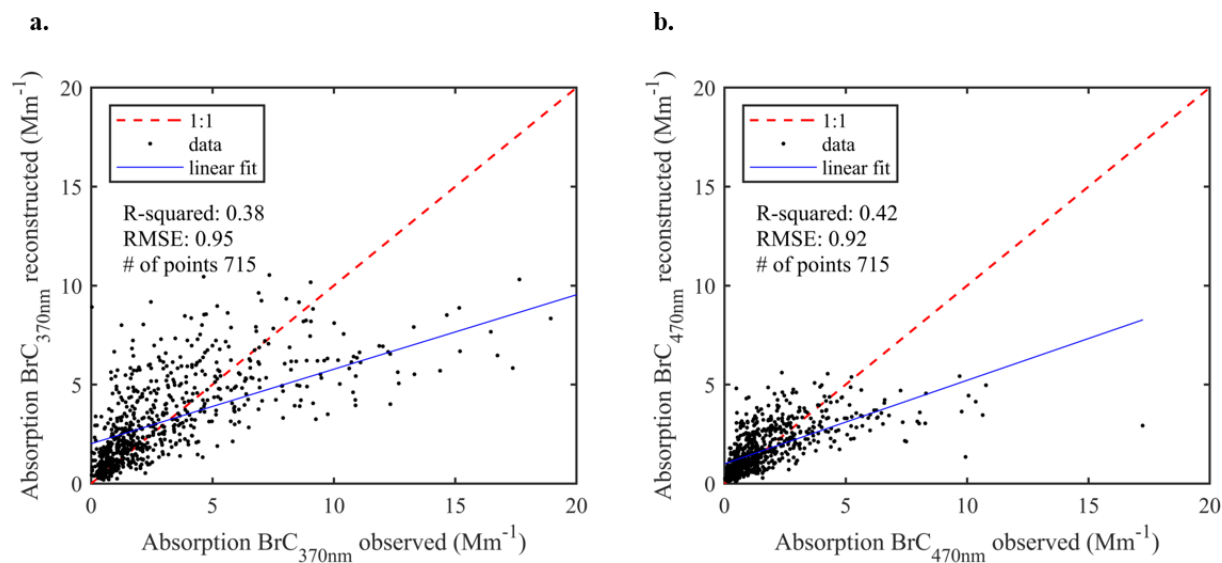 a.
Absorption BrC370nm reconstructed (Mm⁻¹)
20
15
10
5
0
1:1
data
linear fit
R-squared: 0.38
RMSE: 0.95
# of points 715
0 5 10 15 20
Absorption BrC370nm observed (Mm⁻¹)
b.
Absorption BrC470nm reconstructed (Mm⁻¹)
20
15
10
5
0
1:1
data
linear fit
R-squared: 0.42
RMSE: 0.92
# of points 715
0 5 10 15 20
Absorption BrC470nm observed (Mm⁻¹)